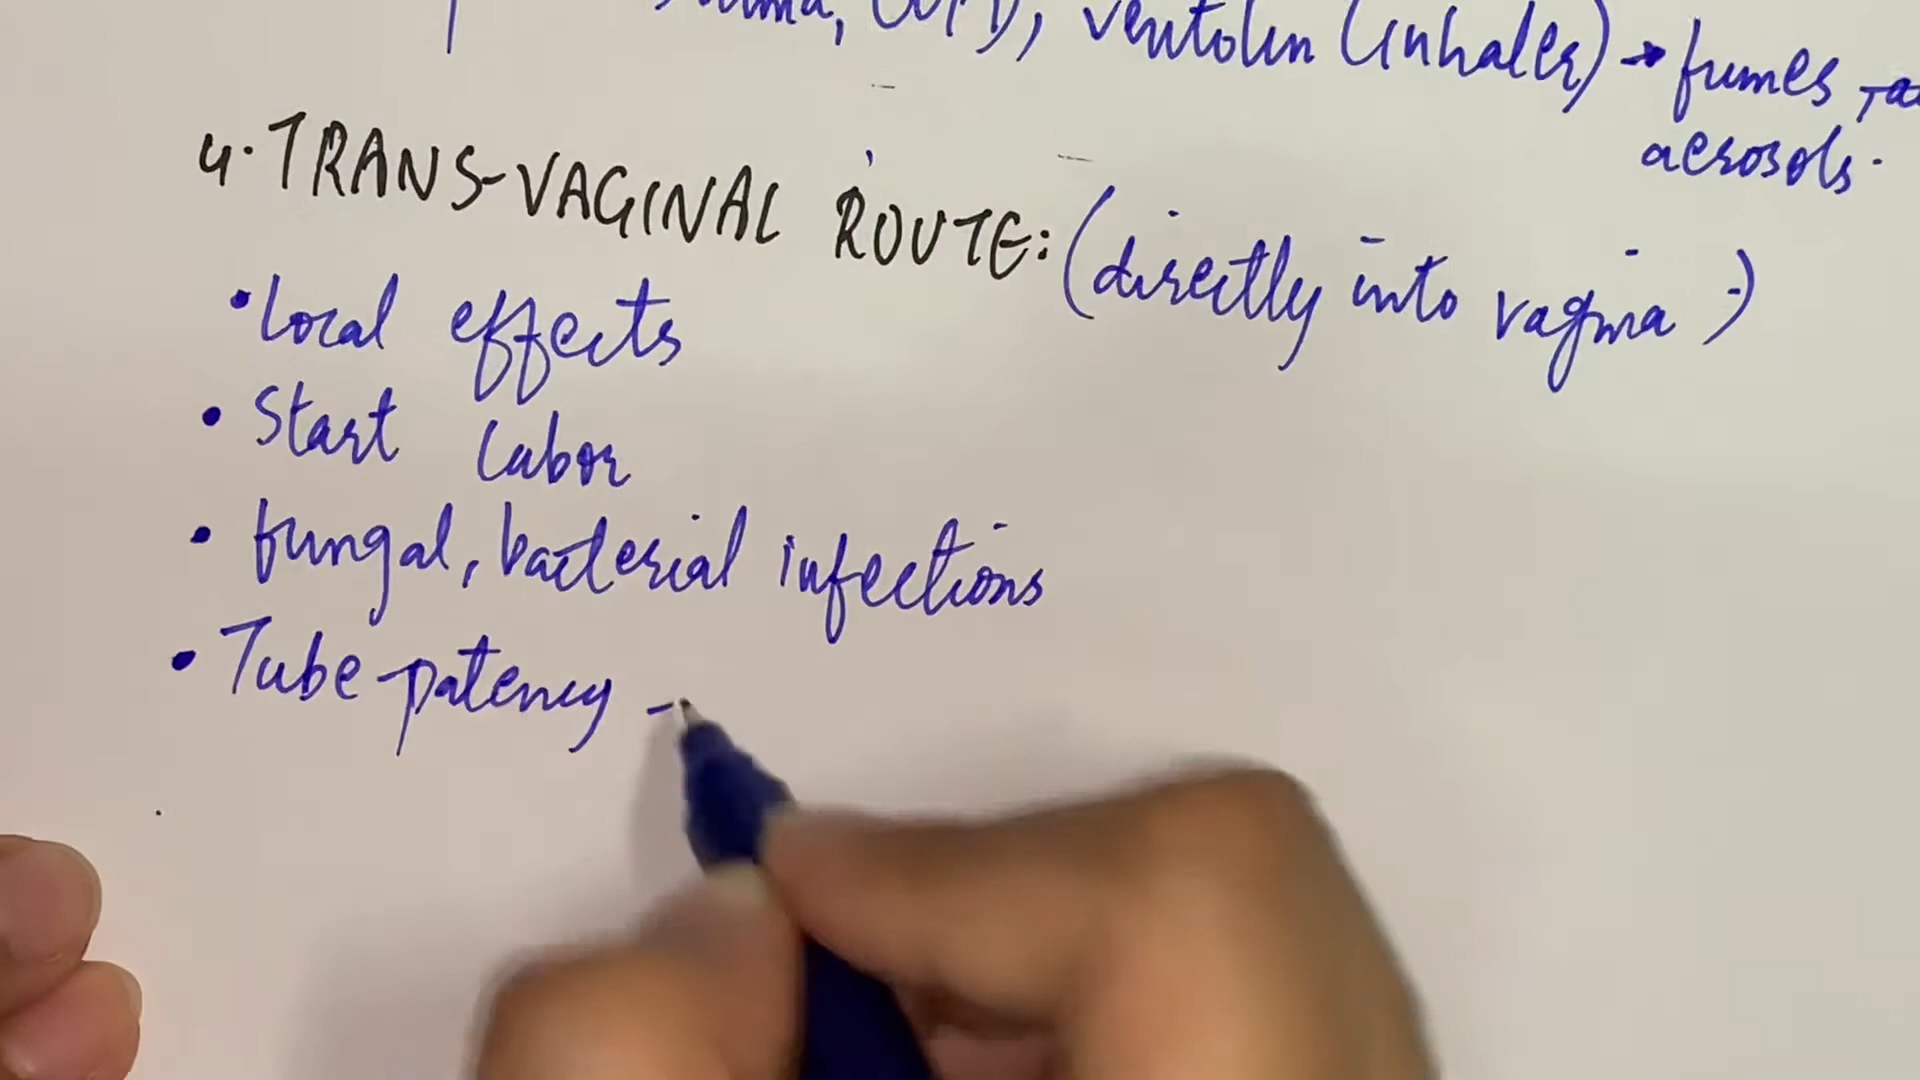 COPD, ventolin (inhaler) → fumes
aerosols.
4. TRANS-VAGINAL ROUTE: (directly into vagina)
• Local effects
• Start labor
• fungal, bacterial infections
• Tube patency -